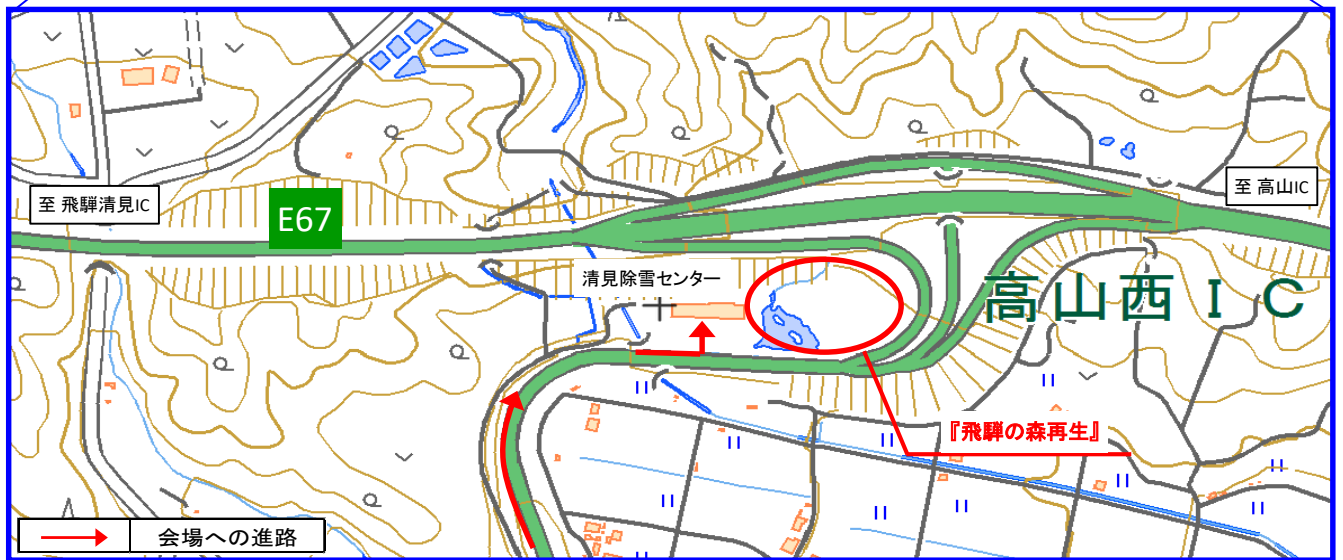 至 飛騨清見IC
E67
至 高山IC
清見除雪センター
高山西ＩＣ
『飛騨の森再生』
会場への進路